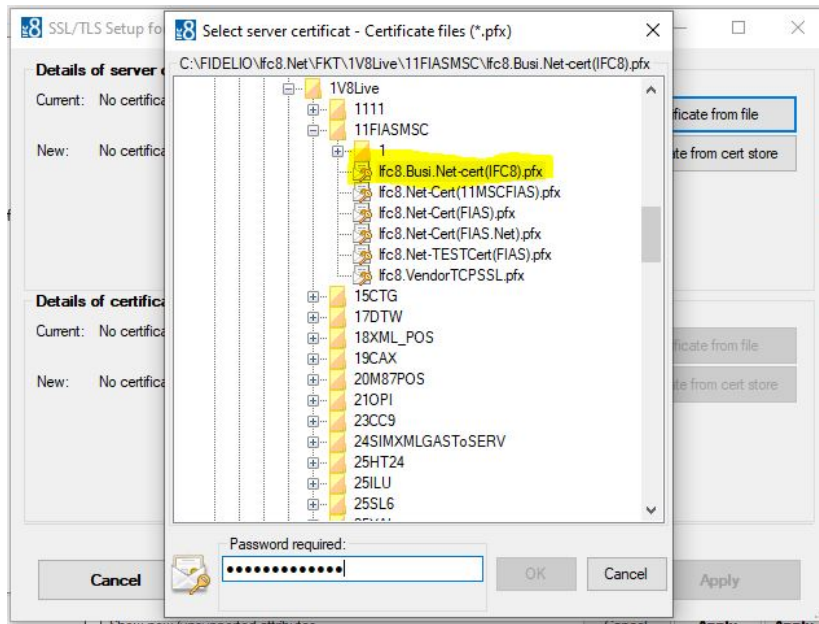 SSL/TLS Setup for
Select server certificat - Certificate files (*.pfx)
C:\FIDELIO\Ifc8.Net\FKT\1V8Live\11FIASMSC\Ifc8.Busi.Net-cert(IFC8).pfx
Details of server
Current: No certifica
New: No certifica
ificate from file
te from cert store
1V8Live
1111
11FIASMSC
1
Ifc8.Busi.Net-cert(IFC8).pfx
Ifc8.Net-Cert(11MSCFIAS).pfx
Ifc8.Net-Cert(FIAS).pfx
Ifc8.Net-Cert(FIAS.Net).pfx
Ifc8.Net-TESTCert(FIAS).pfx
Ifc8.VendorTCPSSL.pfx
15CTG
17DTW
18XML_POS
19CAX
20M87POS
21OPI
23CC9
24SIMXMLGASToSERV
25HT24
25ILU
25SL6
Details of certifica
Current: No certifica
New: No certifica
ificate from file
te from cert store
Password required:
OK
Cancel
Cancel
Apply